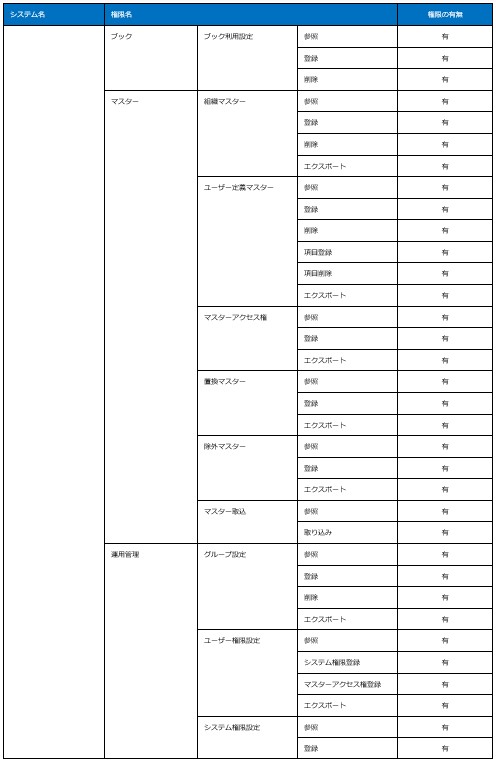 システム名 権限名 権限の有無
ブック ブック利用設定 参照 有
登録 有
削除 有
マスター 組織マスター 参照 有
登録 有
削除 有
エクスポート 有
ユーザー定義マスター 参照 有
登録 有
削除 有
項目登録 有
項目削除 有
エクスポート 有
マスターアクセス権 参照 有
登録 有
エクスポート 有
置換マスター 参照 有
登録 有
エクスポート 有
除外マスター 参照 有
登録 有
エクスポート 有
マスター取込 参照 有
取り込み 有
運用管理 グループ設定 参照 有
登録 有
削除 有
エクスポート 有
ユーザー権限設定 参照 有
システム権限登録 有
マスターアクセス権登録 有
エクスポート 有
システム権限設定 参照 有
登録 有